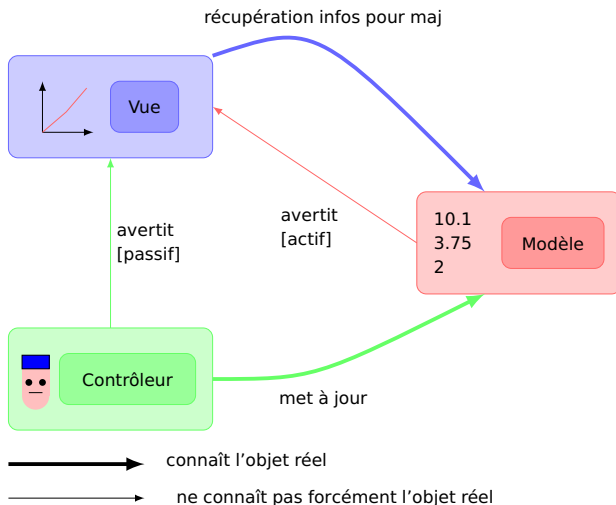 récupération infos pour maj
Vue
avertit
[passif]
avertit
[actif]
10.1
3.75
2
Modèle
Contrôleur
met à jour
connaît l’objet réel
ne connaît pas forcément l’objet réel